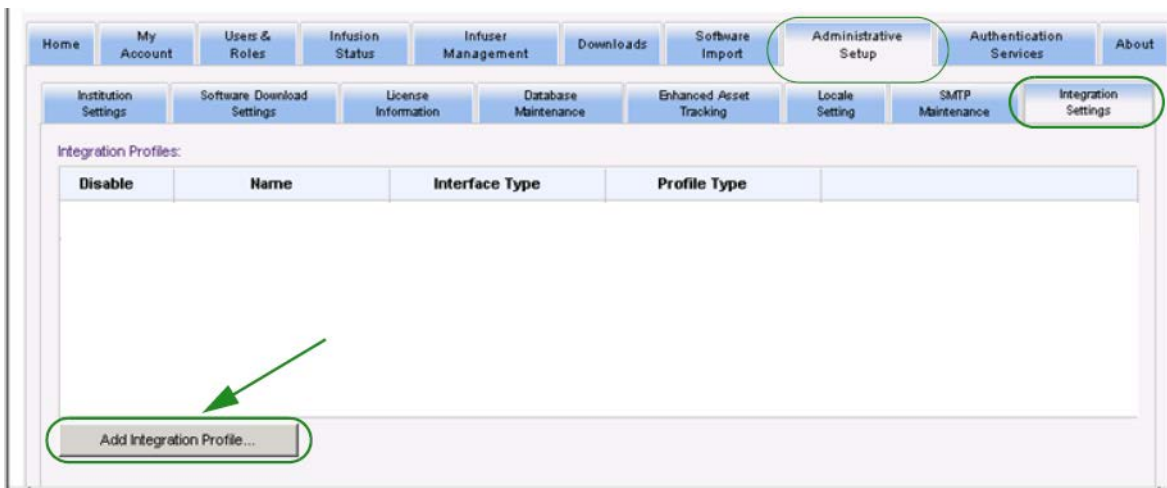 Home
My Account
Users & Roles
Infusion Status
Infuser Management
Downloads
Software Import
Administrative Setup
Authentication Services
About
Institution Settings
Software Download Settings
License Information
Database Maintenance
Enhanced Asset Tracking
Locale Setting
SMTP Maintenance
Integration Settings
Integration Profiles:
Disable
Name
Interface Type
Profile Type
Add Integration Profile...